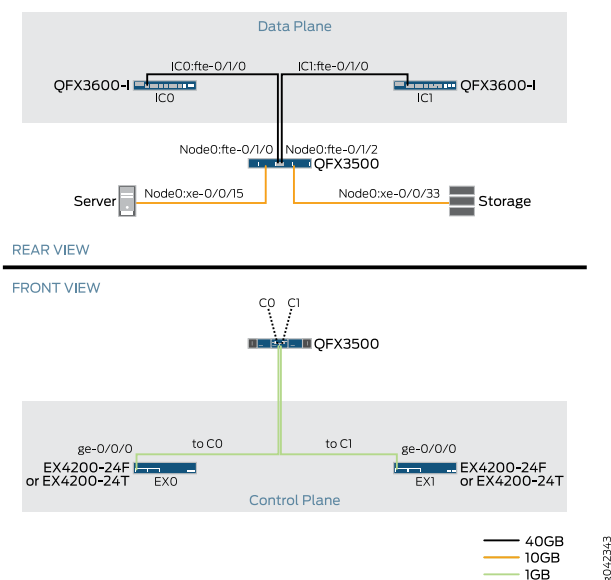 Data Plane
IC0:fte-0/1/0
IC1:fte-0/1/0
QFX3600-I
IC0
IC1
QFX3600-I
Node0:fte-0/1/0
Node0:fte-0/1/2
QFX3500
Server
Node0:xe-0/0/15
Node0:xe-0/0/33
Storage
REAR VIEW
FRONT VIEW
C0
C1
QFX3500
ge-0/0/0
to C0
to C1
ge-0/0/0
EX4200-24F
or EX4200-24T
EX0
EX1
EX4200-24F
or EX4200-24T
Control Plane
40GB
10GB
1GB